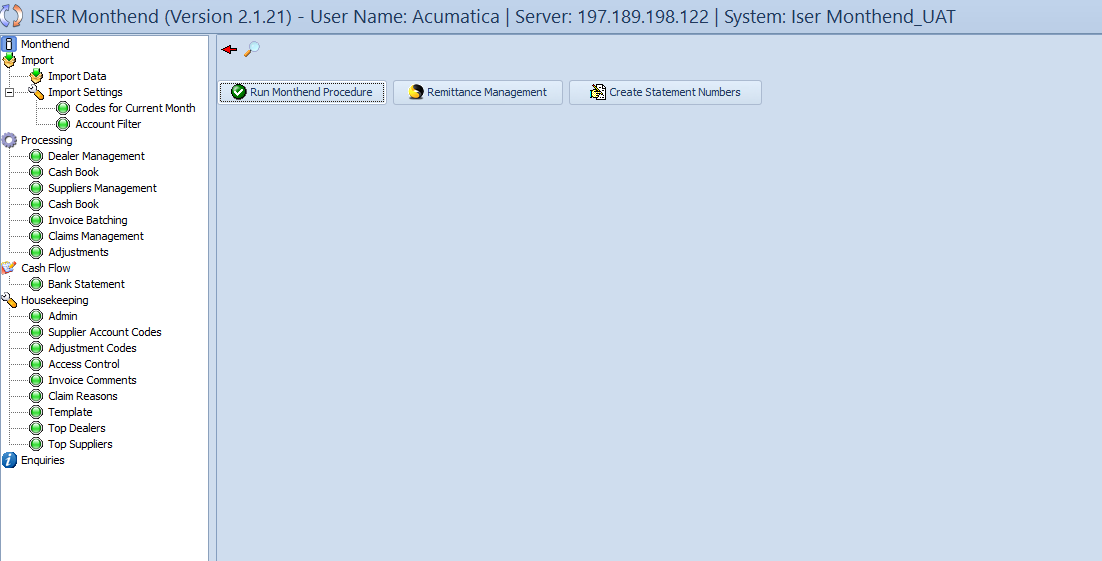 ISER Monthend (Version 2.1.21) - User Name: Acumatica | Server: 197.189.198.122 | System: Iser Monthend_UAT
Monthend
Import
Import Data
Import Settings
Codes for Current Month
Account Filter
Processing
Dealer Management
Cash Book
Suppliers Management
Cash Book
Invoice Batching
Claims Management
Adjustments
Cash Flow
Bank Statement
Housekeeping
Admin
Supplier Account Codes
Adjustment Codes
Access Control
Invoice Comments
Claim Reasons
Template
Top Dealers
Top Suppliers
Enquiries
Run Monthend Procedure
Remittance Management
Create Statement Numbers